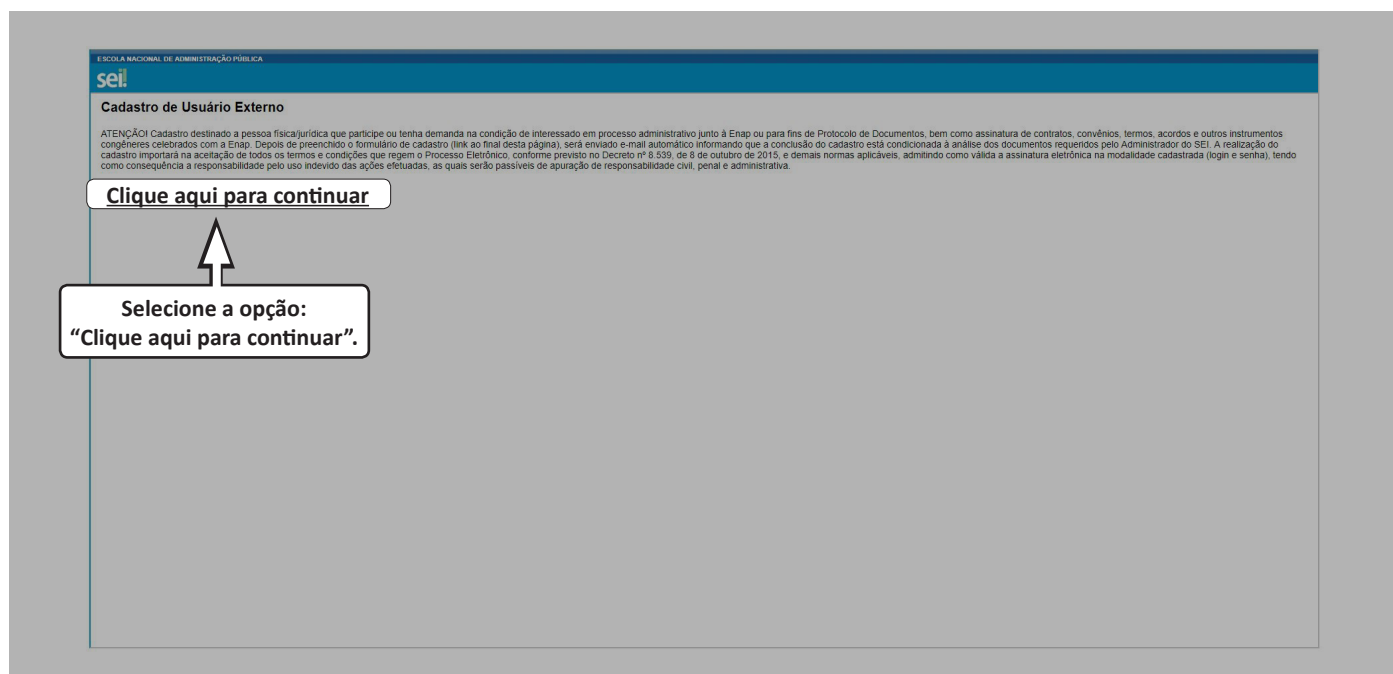 ESCOLA NACIONAL DE ADMINISTRAÇÃO PÚBLICA
sei!
Cadastro de Usuário Externo
ATENÇÃO! Cadastro destinado a pessoa física/jurídica que participe ou tenha demanda na condição de interessado em processo administrativo junto à Enap ou para fins de Protocolo de Documentos, bem como assinatura de contratos, convênios, termos, acordos e outros instrumentos
congêneres celebrados com a Enap. Depois de preenchido o formulário de cadastro (link ao final desta página), será enviado e-mail automático informando que a conclusão do cadastro está condicionada à análise dos documentos requeridos pelo Administrador do SEI. A realização do
cadastro importará na aceitação de todos os termos e condições que regem o Processo Eletrônico, conforme previsto no Decreto nº 8.539, de 8 de outubro de 2015, e demais normas aplicáveis, admitindo como válida a assinatura eletrônica na modalidade cadastrada (login e senha), tendo
como consequência a responsabilidade pelo uso indevido das ações efetuadas, as quais serão passíveis de apuração de responsabilidade civil, penal e administrativa.
Clique aqui para continuar
Selecione a opção:
“Clique aqui para continuar”.